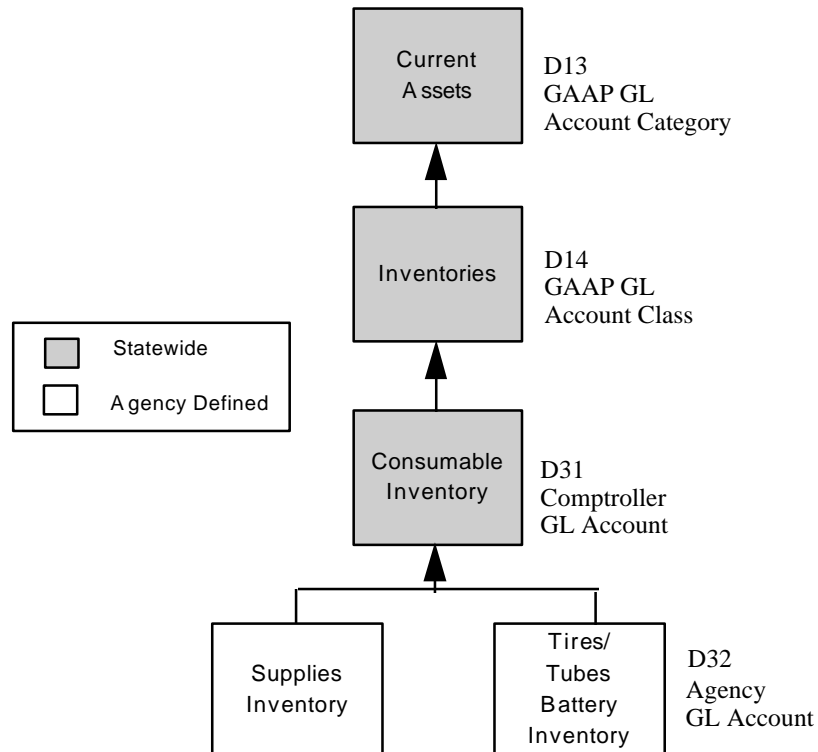 Current
Assets
D13
GAAP GL
Account Category
Inventories
D14
GAAP GL
Account Class
Statewide
Agency Defined
Consumable
Inventory
D31
Comptroller
GL Account
Supplies
Inventory
Tires/
Tubes
Battery
Inventory
D32
Agency
GL Account